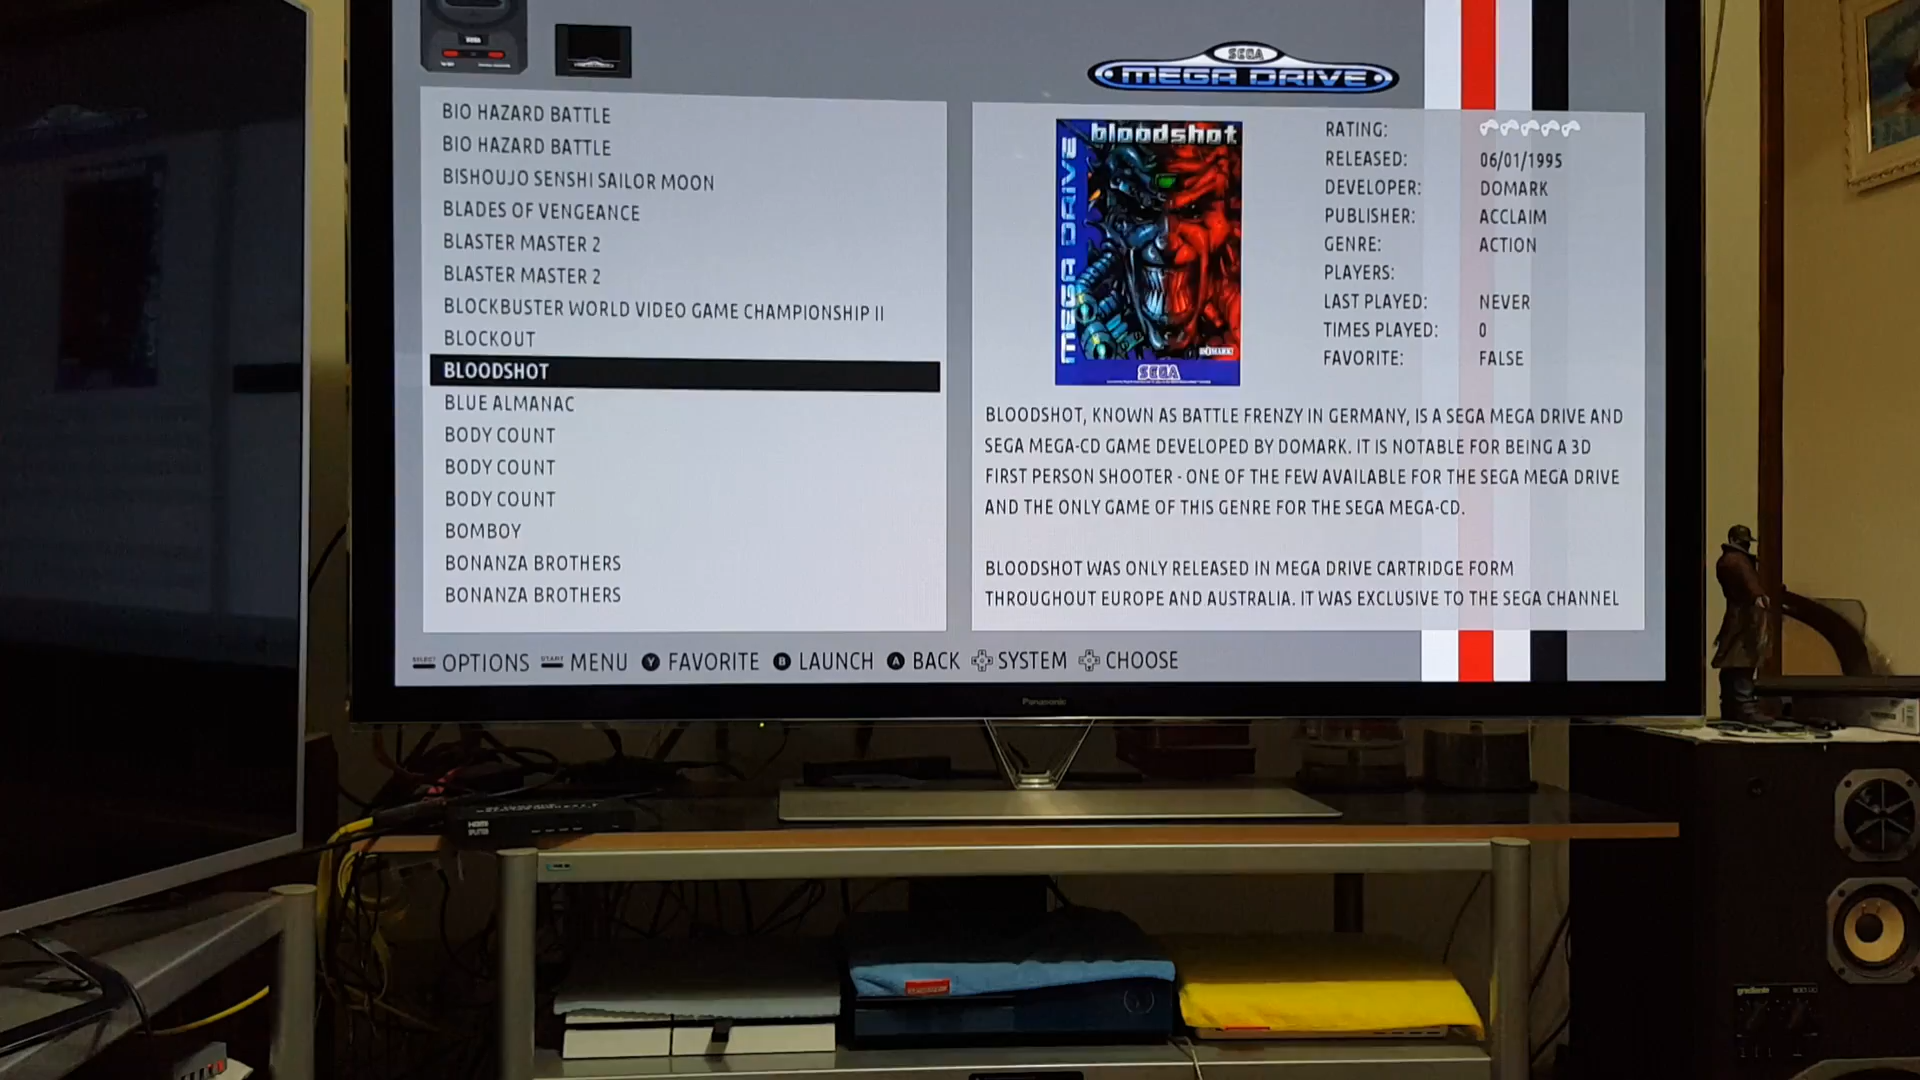 SEGA
MEGA DRIVE
BIO HAZARD BATTLE
BIO HAZARD BATTLE
BISHOUJO SENSHI SAILOR MOON
BLADES OF VENGEANCE
BLASTER MASTER 2
BLASTER MASTER 2
BLOCKBUSTER WORLD VIDEO GAME CHAMPIONSHIP II
BLOCKOUT
BLOODSHOT
BLUE ALMANAC
BODY COUNT
BODY COUNT
BODY COUNT
BOMBOY
BONANZA BROTHERS
BONANZA BROTHERS
bloodshot
MEGA DRIVE
DOMARK
SEGA
RATING:
RELEASED: 06/01/1995
DEVELOPER: DOMARK
PUBLISHER: ACCLAIM
GENRE: ACTION
PLAYERS:
LAST PLAYED: NEVER
TIMES PLAYED: 0
FAVORITE: FALSE
BLOODSHOT, KNOWN AS BATTLE FRENZY IN GERMANY, IS A SEGA MEGA DRIVE AND
SEGA MEGA-CD GAME DEVELOPED BY DOMARK. IT IS NOTABLE FOR BEING A 3D
FIRST PERSON SHOOTER - ONE OF THE FEW AVAILABLE FOR THE SEGA MEGA DRIVE
AND THE ONLY GAME OF THIS GENRE FOR THE SEGA MEGA-CD.
BLOODSHOT WAS ONLY RELEASED IN MEGA DRIVE CARTRIDGE FORM
THROUGHOUT EUROPE AND AUSTRALIA. IT WAS EXCLUSIVE TO THE SEGA CHANNEL
SELECT OPTIONS START MENU Y FAVORITE B LAUNCH A BACK SYSTEM CHOOSE
Panasonic
HDMI
SPLITTER
gradiente